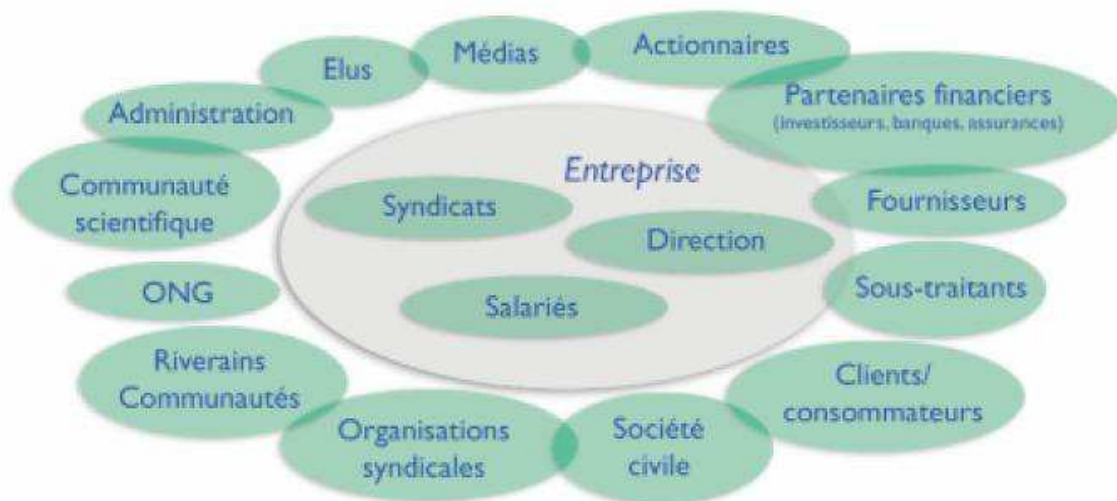 Médias
Actionnaires
Elus
Partenaires financiers
(investisseurs, banques, assurances)
Administration
Entreprise
Communauté
scientifique
Syndicats
Fournisseurs
Direction
ONG
Salariés
Sous-traitants
Riverains
Communautés
Clients/
consommateurs
Organisations
syndicales
Société
civile